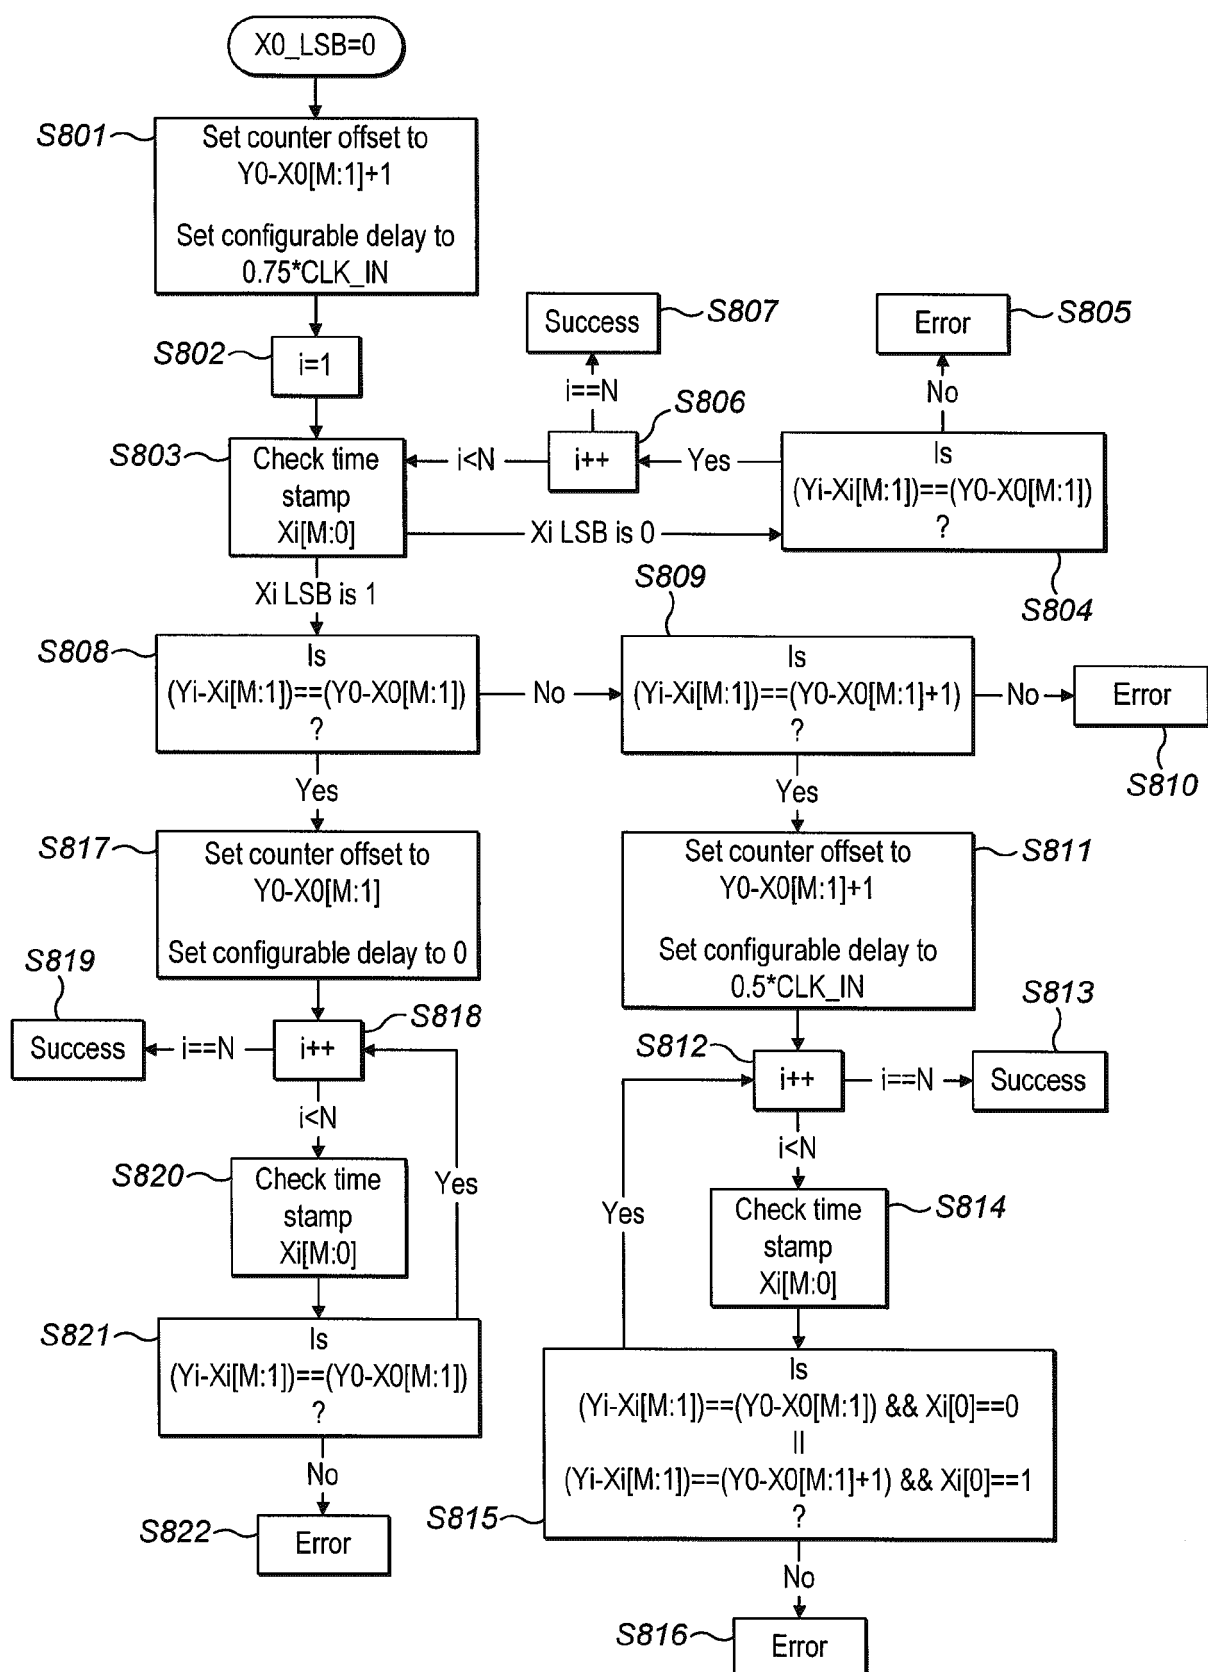 X0_LSB=0
S801
Set counter offset to
Y0-X0[M:1]+1
Set configurable delay to
0.75*CLK_IN
S802
i=1
Success
S807
Error
S805
i==N
No
S806
S803
Check time
stamp
Xi[M:0]
i<N
i++
Yes
Is
(Yi-Xi[M:1])==(Y0-X0[M:1])
?
Xi LSB is 0
S804
Xi LSB is 1
S809
S808
Is
(Yi-Xi[M:1])==(Y0-X0[M:1])
?
No
Is
(Yi-Xi[M:1])==(Y0-X0[M:1]+1)
?
No
Error
S810
Yes
Yes
S817
Set counter offset to
Y0-X0[M:1]
Set configurable delay to 0
Set counter offset to
Y0-X0[M:1]+1
Set configurable delay to
0.5*CLK_IN
S811
S819
Success
i==N
i++
S818
S812
i++
i==N
Success
S813
i<N
i<N
S820
Check time
stamp
Xi[M:0]
Yes
Yes
Check time
stamp
Xi[M:0]
S814
S821
Is
(Yi-Xi[M:1])==(Y0-X0[M:1])
?
Is
(Yi-Xi[M:1])==(Y0-X0[M:1]) && Xi[0]==0
||
(Yi-Xi[M:1])==(Y0-X0[M:1]+1) && Xi[0]==1
?
S815
No
S822
Error
No
S816
Error